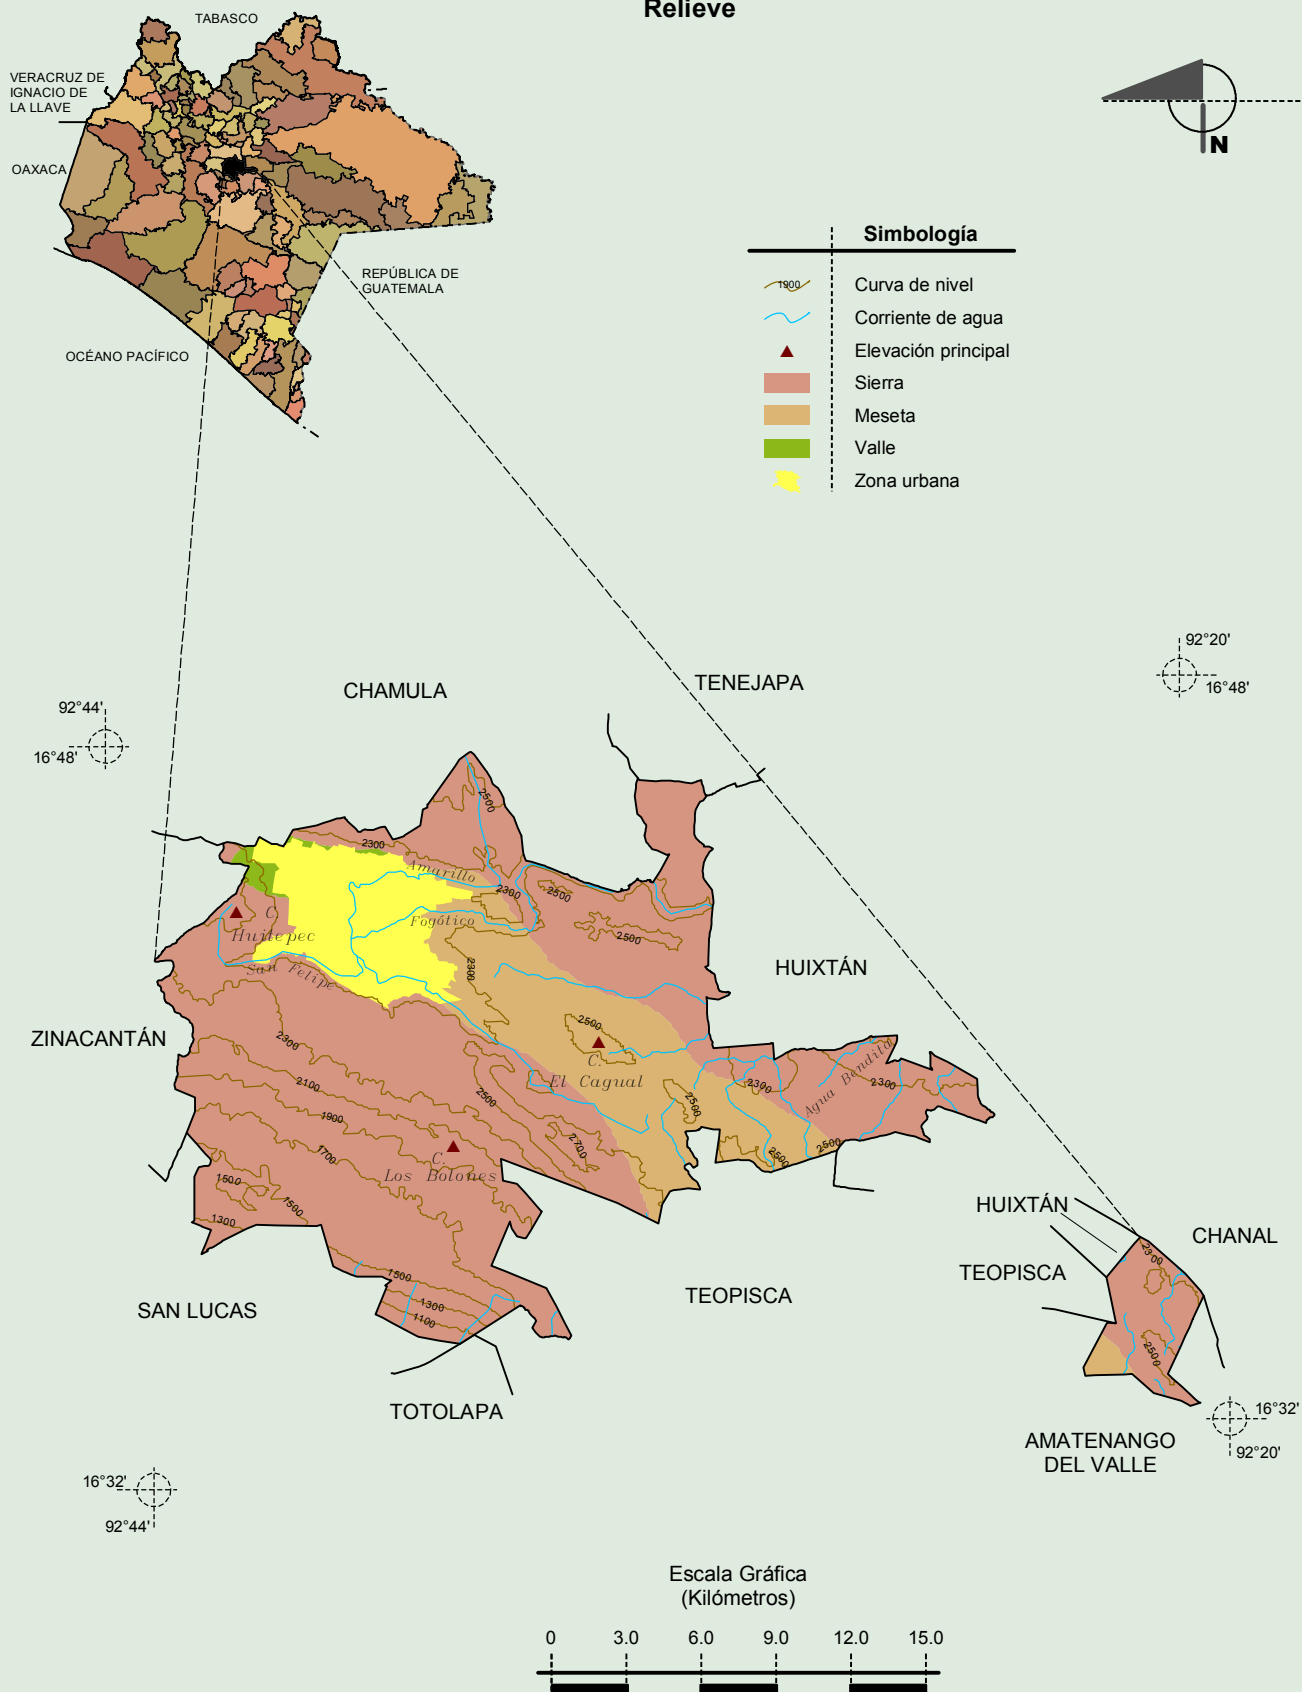 Relieve
TABASCO
VERACRUZ DE
IGNACIO DE
LA LLAVE
OAXACA
REPÚBLICA DE
GUATEMALA
OCÉANO PACÍFICO
N
Simbología
1900
Curva de nivel
Corriente de agua
Elevación principal
Sierra
Meseta
Valle
Zona urbana
92°20'
16°48'
92°44'
16°48'
CHAMULA
TENEJAPA
2500
2300
Amarillo
2300
2500
Fogótico
2500
C.
Huitepec
San Felipe
2300
HUIXTÁN
ZINACANTÁN
2500
C.
El Cagual
2300
2100
1900
1700
2500
2700
2500
2300
Agua Bendita
2300
2500
2500
C.
Los Bolones
1500
1500
1300
1500
1300
1100
SAN LUCAS
TEOPISCA
TOTOLAPA
HUIXTÁN
CHANAL
TEOPISCA
2300
2500
AMATENANGO
DEL VALLE
16°32'
92°20'
16°32'
92°44'
Escala Gráfica
(Kilómetros)
0 3.0 6.0 9.0 12.0 15.0